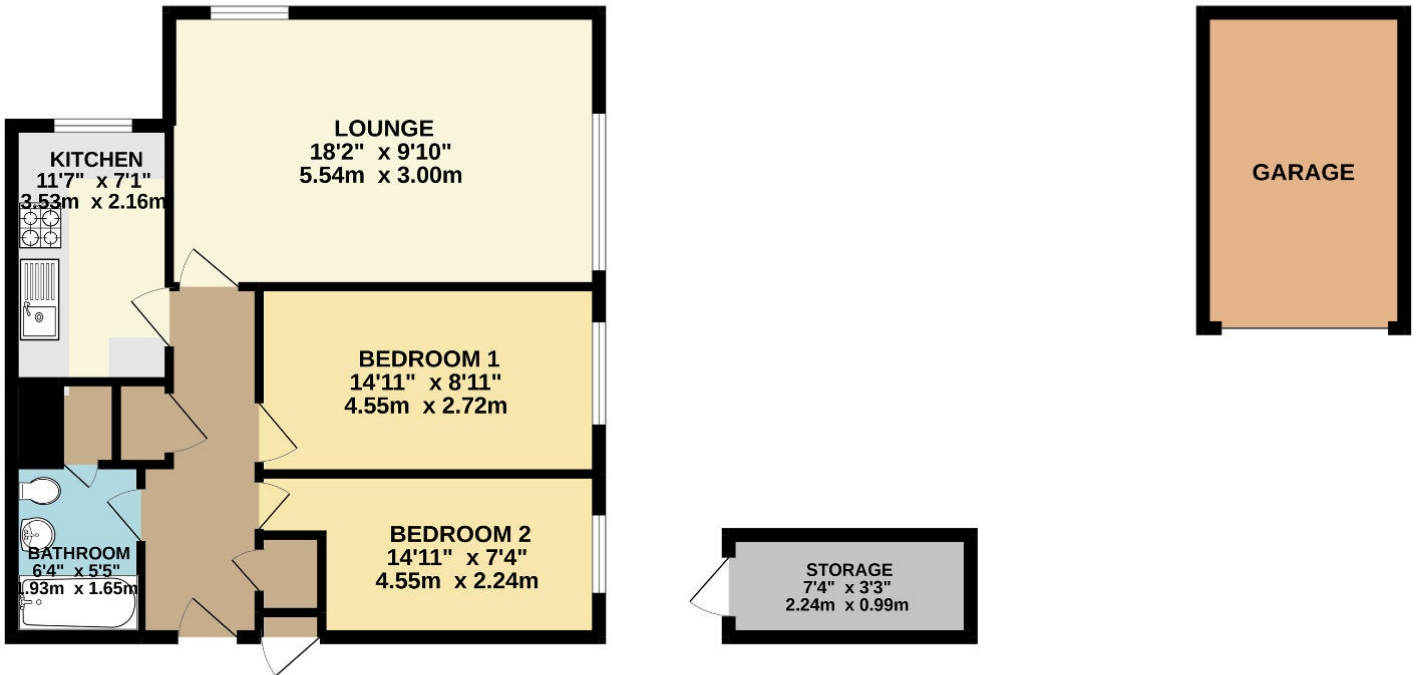 LOUNGE
18'2" x 9'10"
5.54m x 3.00m
KITCHEN
11'7" x 7'1"
3.53m x 2.16m
GARAGE
BEDROOM 1
14'11" x 8'11"
4.55m x 2.72m
BEDROOM 2
14'11" x 7'4"
4.55m x 2.24m
BATHROOM
6'4" x 5'5"
1.93m x 1.65m
STORAGE
7'4" x 3'3"
2.24m x 0.99m